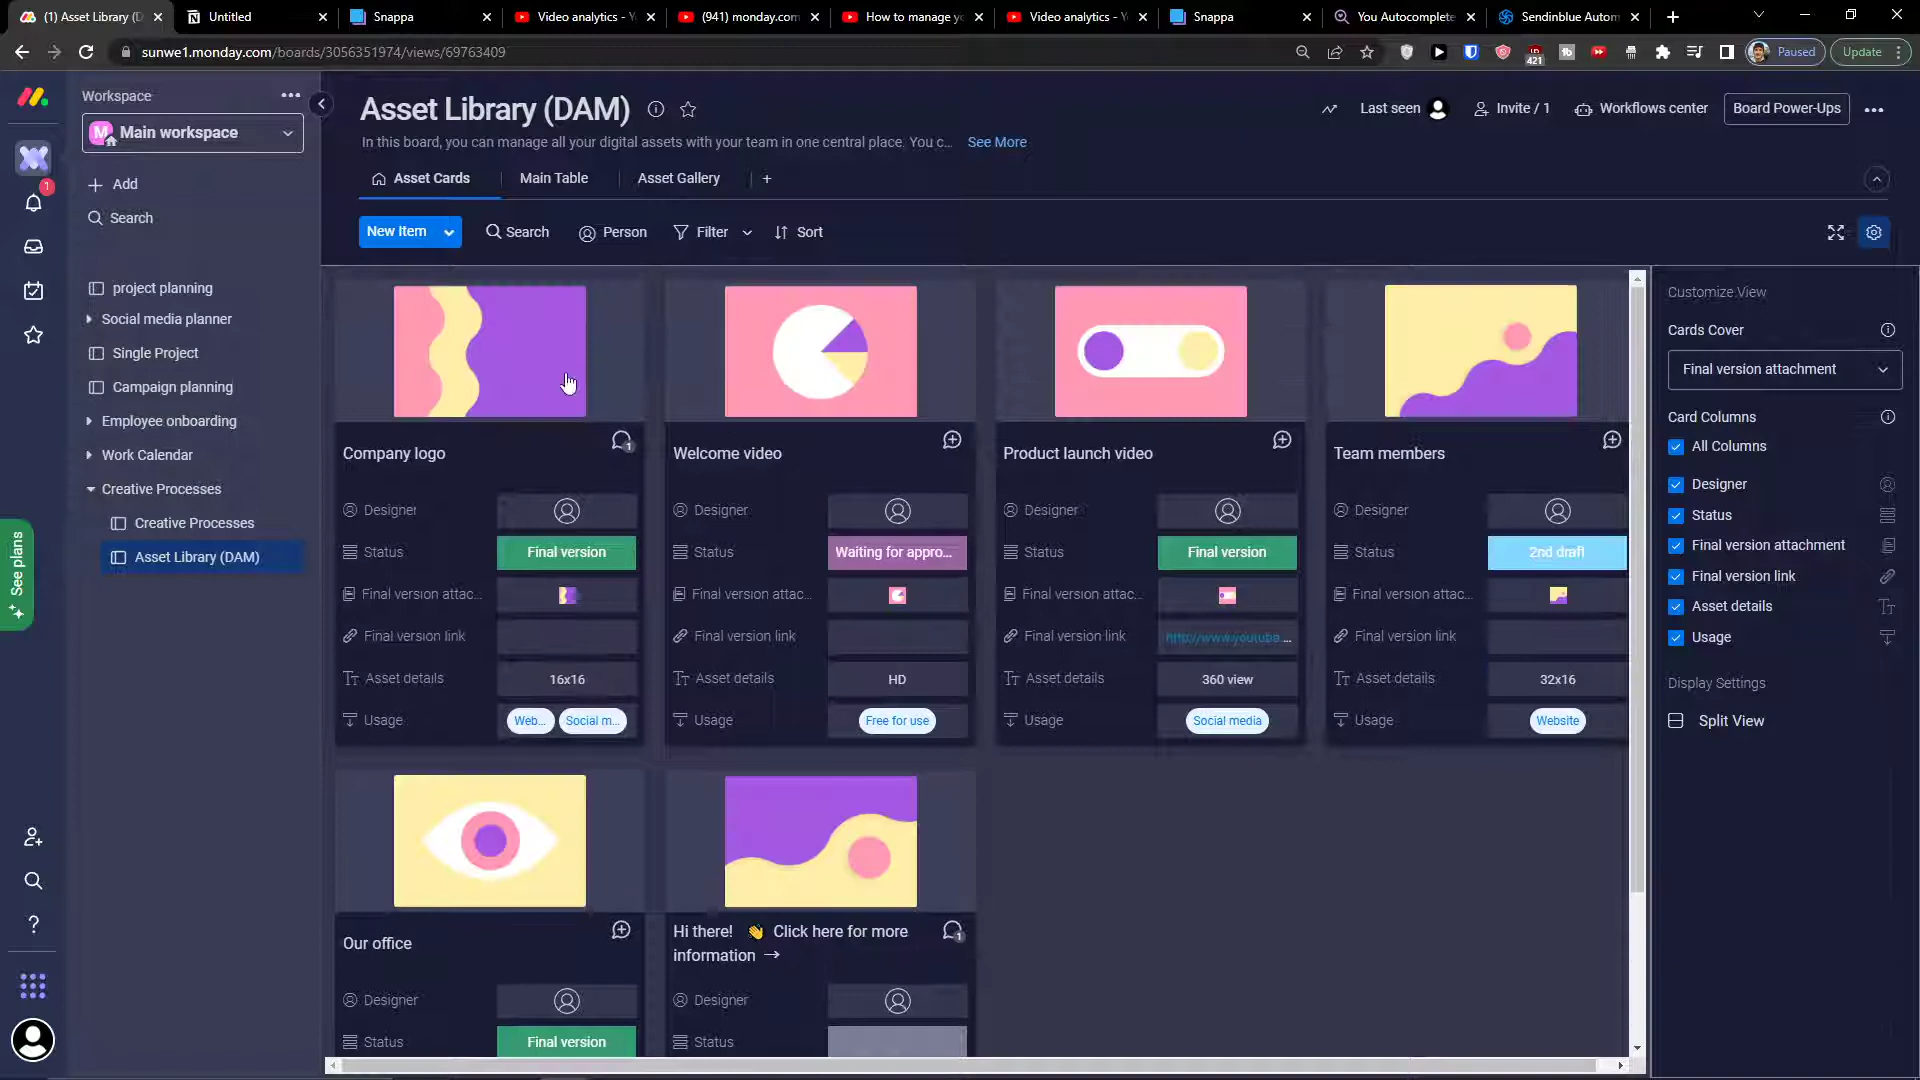 (1) Asset Library (D
Untitled
Snappa
Video analytics - Y
(941) monday.com
How to manage yo
Video analytics - Y
Snappa
You Autocomplete
Sendinblue Autom
sunwe1.monday.com/boards/3056351974/views/69763409
421
Paused
Update
Workspace
M
Main workspace
Add
Search
1
project planning
Social media planner
Single Project
Campaign planning
Employee onboarding
Work Calendar
Creative Processes
Creative Processes
Asset Library (DAM)
See plans
Asset Library (DAM)
Last seen
Invite / 1
Workflows center
Board Power-Ups
In this board, you can manage all your digital assets with your team in one central place. You c...
See More
Asset Cards
Main Table
Asset Gallery
New Item
Search
Person
Filter
Sort
Company logo
1
Designer
Status
Final version
Final version attac...
Final version link
Asset details
16x16
Usage
Web...
Social m...
Welcome video
Designer
Status
Waiting for appro...
Final version attac...
Final version link
Asset details
HD
Usage
Free for use
Product launch video
Designer
Status
Final version
Final version attac...
Final version link
http://www.youtube ...
Asset details
360 view
Usage
Social media
Team members
Designer
Status
2nd draft
Final version attac...
Final version link
Asset details
32x16
Usage
Website
Our office
Designer
Status
Final version
Hi there! 👋 Click here for more
information →
1
Designer
Status
Customize View
Cards Cover
Final version attachment
Card Columns
All Columns
Designer
Status
Final version attachment
Final version link
Asset details
Usage
Display Settings
Split View